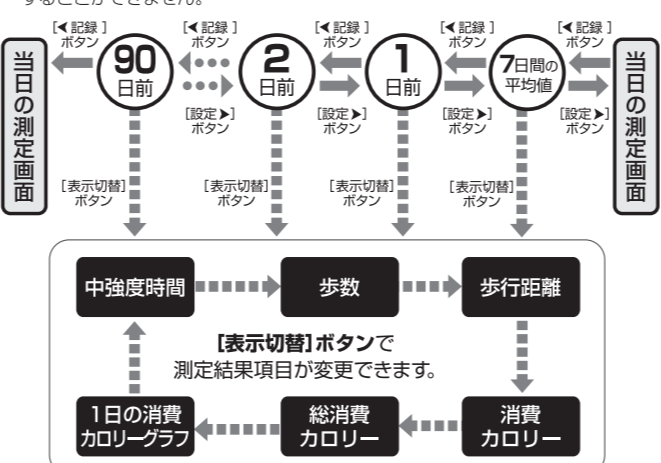 することができません。
[◀記録]
ボタン
[◀記録]
ボタン
[◀記録]
ボタン
[◀記録]
ボタン
[◀記録]
ボタン
当日の測定画面
90
日前
2
日前
1
日前
7日間の
平均値
当日の測定画面
[設定▶]
ボタン
[設定▶]
ボタン
[設定▶]
ボタン
[設定▶]
ボタン
[表示切替]
ボタン
[表示切替]
ボタン
[表示切替]
ボタン
[表示切替]
ボタン
中強度時間
歩数
歩行距離
[表示切替]ボタンで
測定結果項目が変更できます。
1日の消費
カロリーグラフ
総消費
カロリー
消費
カロリー